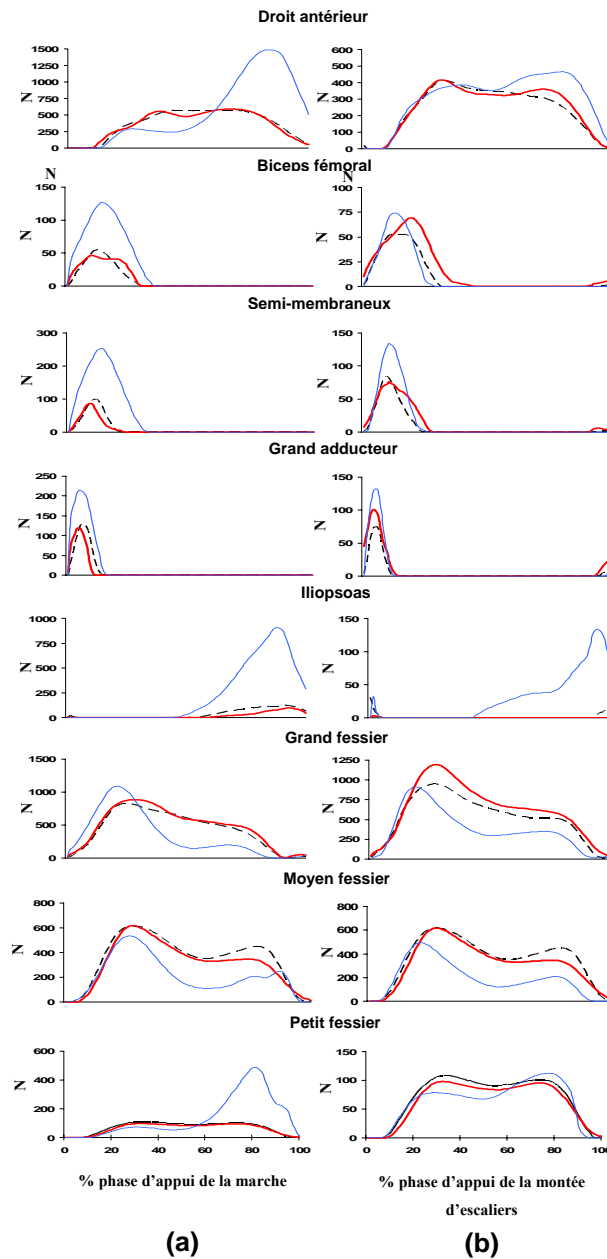 Droit antérieur
1500
1250
1000
750
500
250
0
N
600
500
400
300
200
100
0
N
Biceps fémoral
N
150
100
50
0
N
N
100
75
50
25
0
N
Semi-membraneux
300
200
100
0
N
150
100
50
0
N
Grand adducteur
250
200
150
100
50
0
N
150
100
50
0
N
Iliopsoas
1000
750
500
250
0
N
150
100
50
0
N
Grand fessier
1500
1000
500
0
N
1250
1000
750
500
250
0
N
Moyen fessier
800
600
400
200
0
N
800
600
400
200
0
N
Petit fessier
600
400
200
0
N
150
100
50
0
N
0 20 40 60 80 100
0 20 40 60 80 100
% phase d'appui de la marche
% phase d'appui de la montée
d'escaliers
(a)
(b)